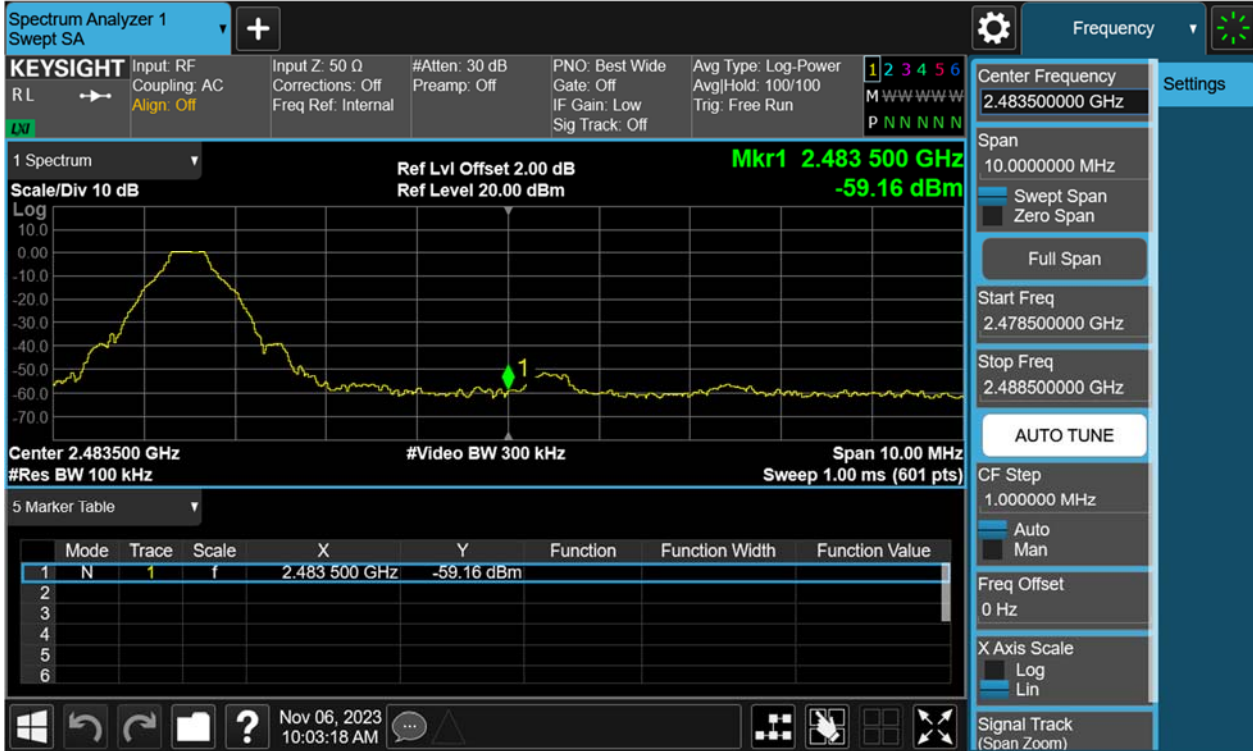 Spectrum Analyzer 1
Swept SA
Frequency
KEYSIGHT
RL
LXI
Input: RF
Coupling: AC
Align: Off
Input Z: 50 Ω
Corrections: Off
Freq Ref: Internal
#Atten: 30 dB
Preamp: Off
PNO: Best Wide
Gate: Off
IF Gain: Low
Sig Track: Off
Avg Type: Log-Power
Avg|Hold: 100/100
Trig: Free Run
1 2 3 4 5 6
M W W W W W
P N N N N N
1 Spectrum
Scale/Div 10 dB
Ref Lvl Offset 2.00 dB
Ref Level 20.00 dBm
Mkr1 2.483 500 GHz
-59.16 dBm
Log
10.0
0.00
-10.0
-20.0
-30.0
-40.0
-50.0
-60.0
-70.0
1
Center 2.483500 GHz
#Res BW 100 kHz
#Video BW 300 kHz
Span 10.00 MHz
Sweep 1.00 ms (601 pts)
5 Marker Table
Mode Trace Scale X Y Function Function Width Function Value
1 N 1 f 2.483 500 GHz -59.16 dBm
2
3
4
5
6
?
Nov 06, 2023
10:03:18 AM
Center Frequency
2.483500000 GHz
Span
10.0000000 MHz
Swept Span
Zero Span
Full Span
Start Freq
2.478500000 GHz
Stop Freq
2.488500000 GHz
AUTO TUNE
CF Step
1.000000 MHz
Auto
Man
Freq Offset
0 Hz
X Axis Scale
Log
Lin
Signal Track
(Span Zoom)
Settings